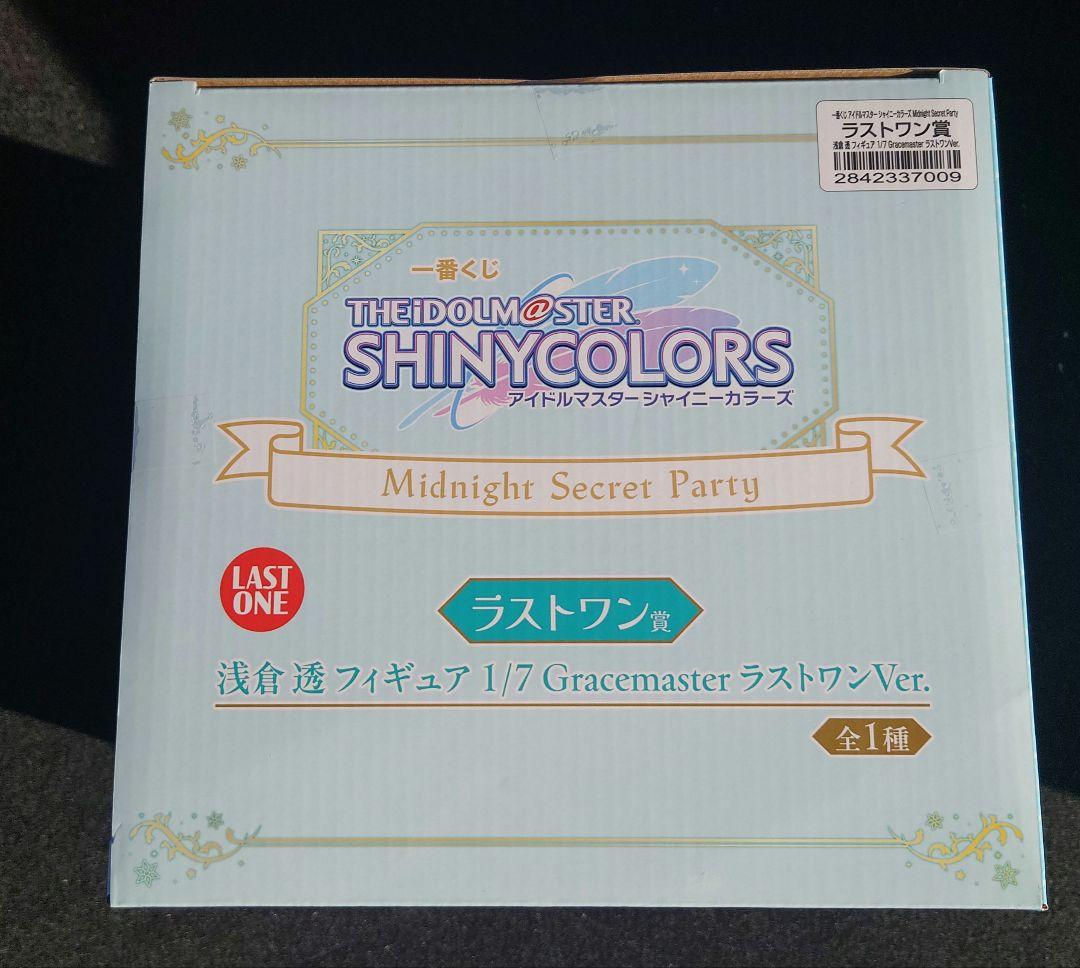 一番くじ アイドルマスター シャイニーカラーズ Midnight Secret Party
ラストワン賞
浅倉 透 フィギュア 1/7 Gracemaster ラストワンVer.
2842337009
一番くじ
THE iDOLM@STER
SHINYCOLORS
アイドルマスター シャイニーカラーズ
Midnight Secret Party
LAST
ONE
ラストワン賞
浅倉 透 フィギュア 1/7 Gracemaster ラストワンVer.
全1種